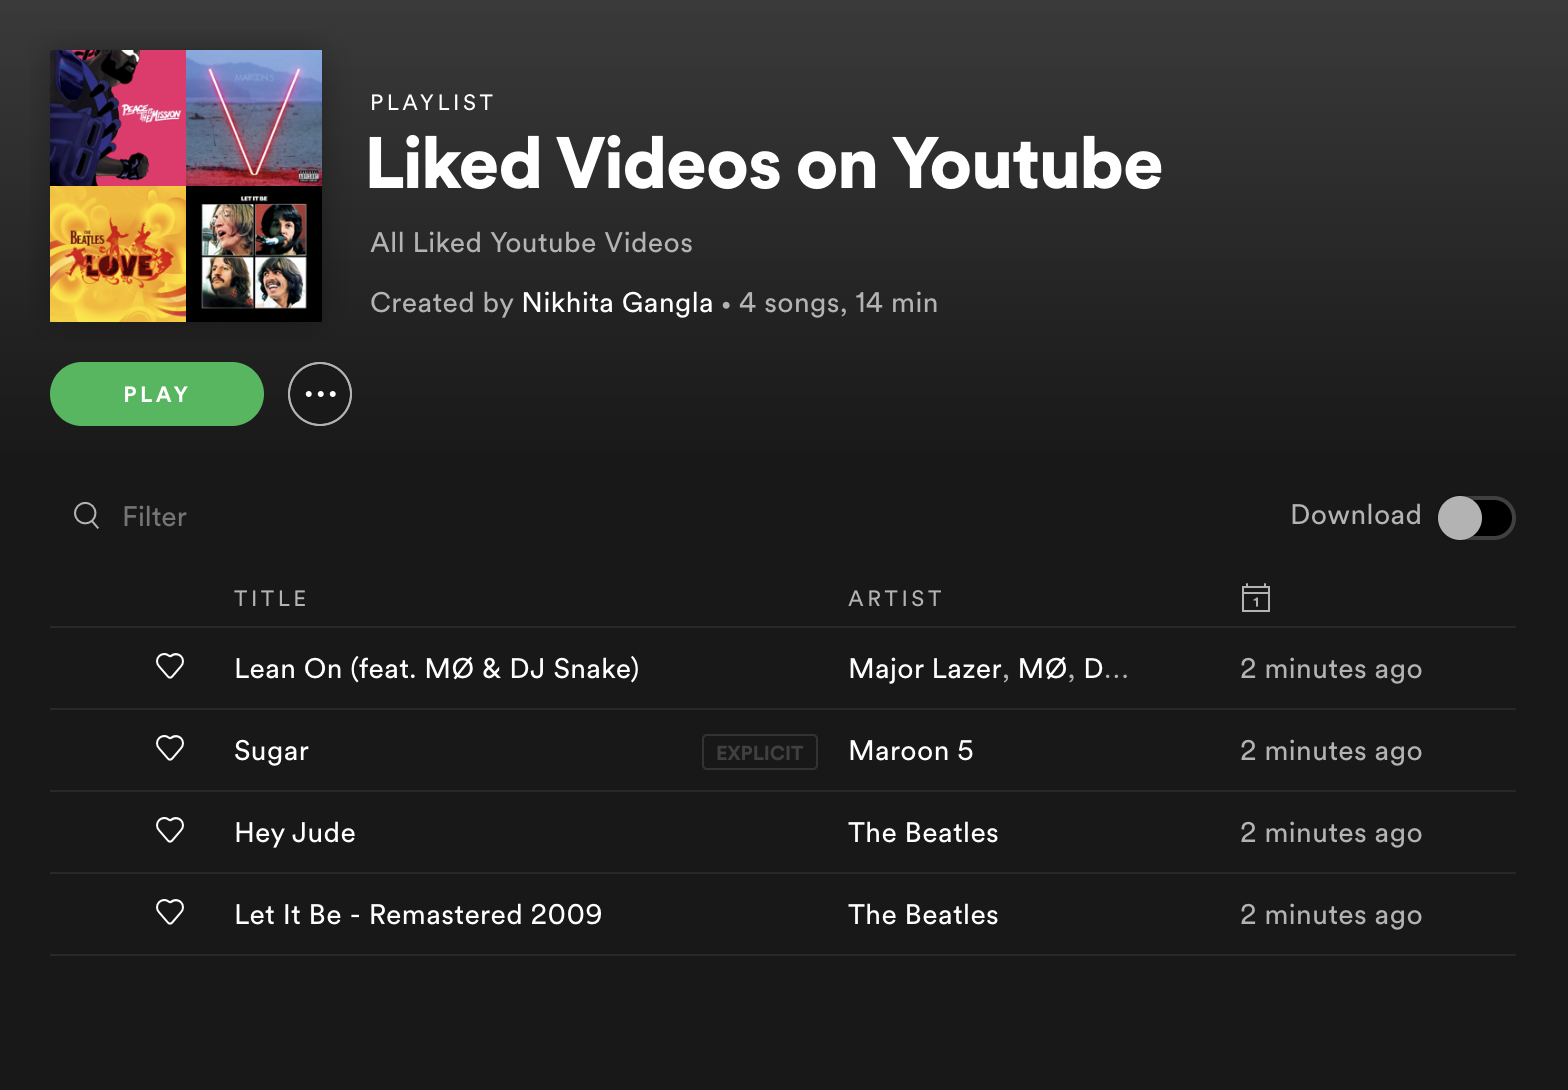 PEACE IS THE MISSION
MAROON 5
THE BEATLES
LOVE
LET IT BE
PLAYLIST
Liked Videos on Youtube
All Liked Youtube Videos
Created by Nikhita Gangla • 4 songs, 14 min
PLAY
Filter
Download
TITLE ARTIST 1
Lean On (feat. MØ & DJ Snake) Major Lazer, MØ, D... 2 minutes ago
Sugar EXPLICIT Maroon 5 2 minutes ago
Hey Jude The Beatles 2 minutes ago
Let It Be - Remastered 2009 The Beatles 2 minutes ago